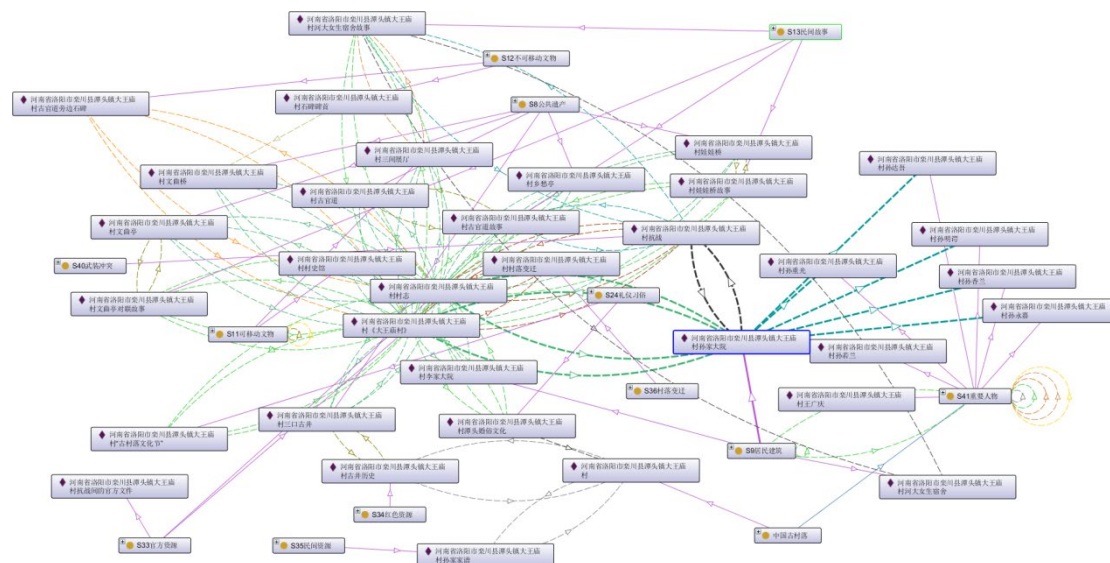 河南省洛阳市栾川县潭头镇大王庙
村河大女生宿舍故事
S13民间故事
S12不可移动文物
河南省洛阳市栾川县潭头镇大王庙
村古官道旁边石碑
河南省洛阳市栾川县潭头镇大王庙
村石碑碑首
S8公共遗产
河南省洛阳市栾川县潭头镇大王庙
村三间展厅
河南省洛阳市栾川县潭头镇大王庙
村娃娃桥
河南省洛阳市栾川县潭头镇大王庙
村孙达吾
河南省洛阳市栾川县潭头镇大王庙
村文曲桥
河南省洛阳市栾川县潭头镇大王庙
村古官道
河南省洛阳市栾川县潭头镇大王庙
村乡愁亭
河南省洛阳市栾川县潭头镇大王庙
村娃娃桥故事
河南省洛阳市栾川县潭头镇大王庙
村文曲亭
河南省洛阳市栾川县潭头镇大王庙
村古官道故事
河南省洛阳市栾川县潭头镇大王庙
村抗战
河南省洛阳市栾川县潭头镇大王庙
S40武装冲突
河南省洛阳市栾川县潭头镇大王庙
村村史馆
河南省洛阳市栾川县潭头镇大王庙
村村落变迁
河南省洛阳市栾川县潭头镇大王庙
村孙重光
河南省洛阳市栾川县潭头镇大王庙
村孙香兰
河南省洛阳市栾川县潭头镇大王庙
村文曲亭对联故事
河南省洛阳市栾川县潭头镇大王庙
村村志
S24礼仪习俗
河南省洛阳市栾川县潭头镇大王庙
村孙永器
S11可移动文物
河南省洛阳市栾川县潭头镇大王庙
村《大王庙村》
河南省洛阳市栾川县潭头镇大王庙
村孙家大院
河南省洛阳市栾川县潭头镇大王庙
村孙若兰
河南省洛阳市栾川县潭头镇大王庙
村李家大院
S36村落变迁
河南省洛阳市栾川县潭头镇大王庙
村王广庆
S41重要人物
河南省洛阳市栾川县潭头镇大王庙
村"古村落文化节"
河南省洛阳市栾川县潭头镇大王庙
村三口古井
河南省洛阳市栾川县潭头镇大王庙
村潭头婚俗文化
S9居民建筑
河南省洛阳市栾川县潭头镇大王庙
村抗战间的官方文件
河南省洛阳市栾川县潭头镇大王庙
村古井历史
河南省洛阳市栾川县潭头镇大王庙
村
河南省洛阳市栾川县潭头镇大王庙
村河大女生宿舍
S34红色资源
中国古村落
S33官方资源
S35民间资源
河南省洛阳市栾川县潭头镇大王庙
村孙家家谱